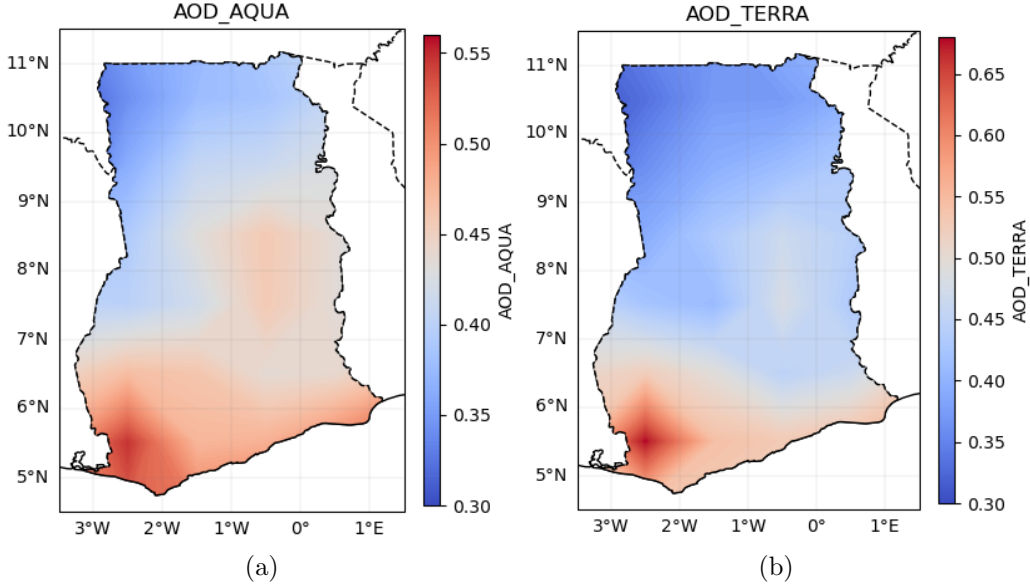 AOD_AQUA
11°N
10°N
9°N
8°N
7°N
6°N
5°N
3°W 2°W 1°W 0° 1°E
0.55
0.50
0.45
0.40
0.35
0.30
AOD_AQUA
(a)
AOD_TERRA
11°N
10°N
9°N
8°N
7°N
6°N
5°N
3°W 2°W 1°W 0° 1°E
0.65
0.60
0.55
0.50
0.45
0.40
0.35
0.30
AOD_TERRA
(b)